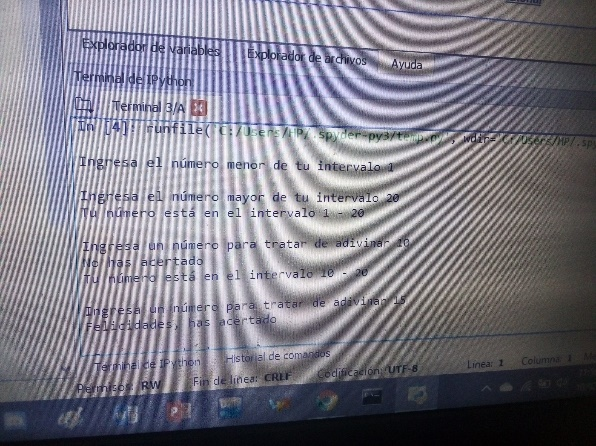 Explorador de variables Explorador de archivos Ayuda
Terminal de IPython
Terminal 3/A
In [4]: runfile('C:/Users/HP/.spyder-py3/temp.py', wdir='C:/Users/HP/.spy
Ingresa el número menor de tu intervalo 1
Ingresa el número mayor de tu intervalo 20
Tu número está en el intervalo 1 - 20
Ingresa un número para tratar de adivinar 10
No has acertado
Tu número está en el intervalo 10 - 20
Ingresa un número para tratar de adivinar 15
Felicidades, has acertado
Terminal de IPython Historial de comandos
Permisos: RW Fin de línea: CRLF Codificación: UTF-8 Línea: 1 Columna: 1